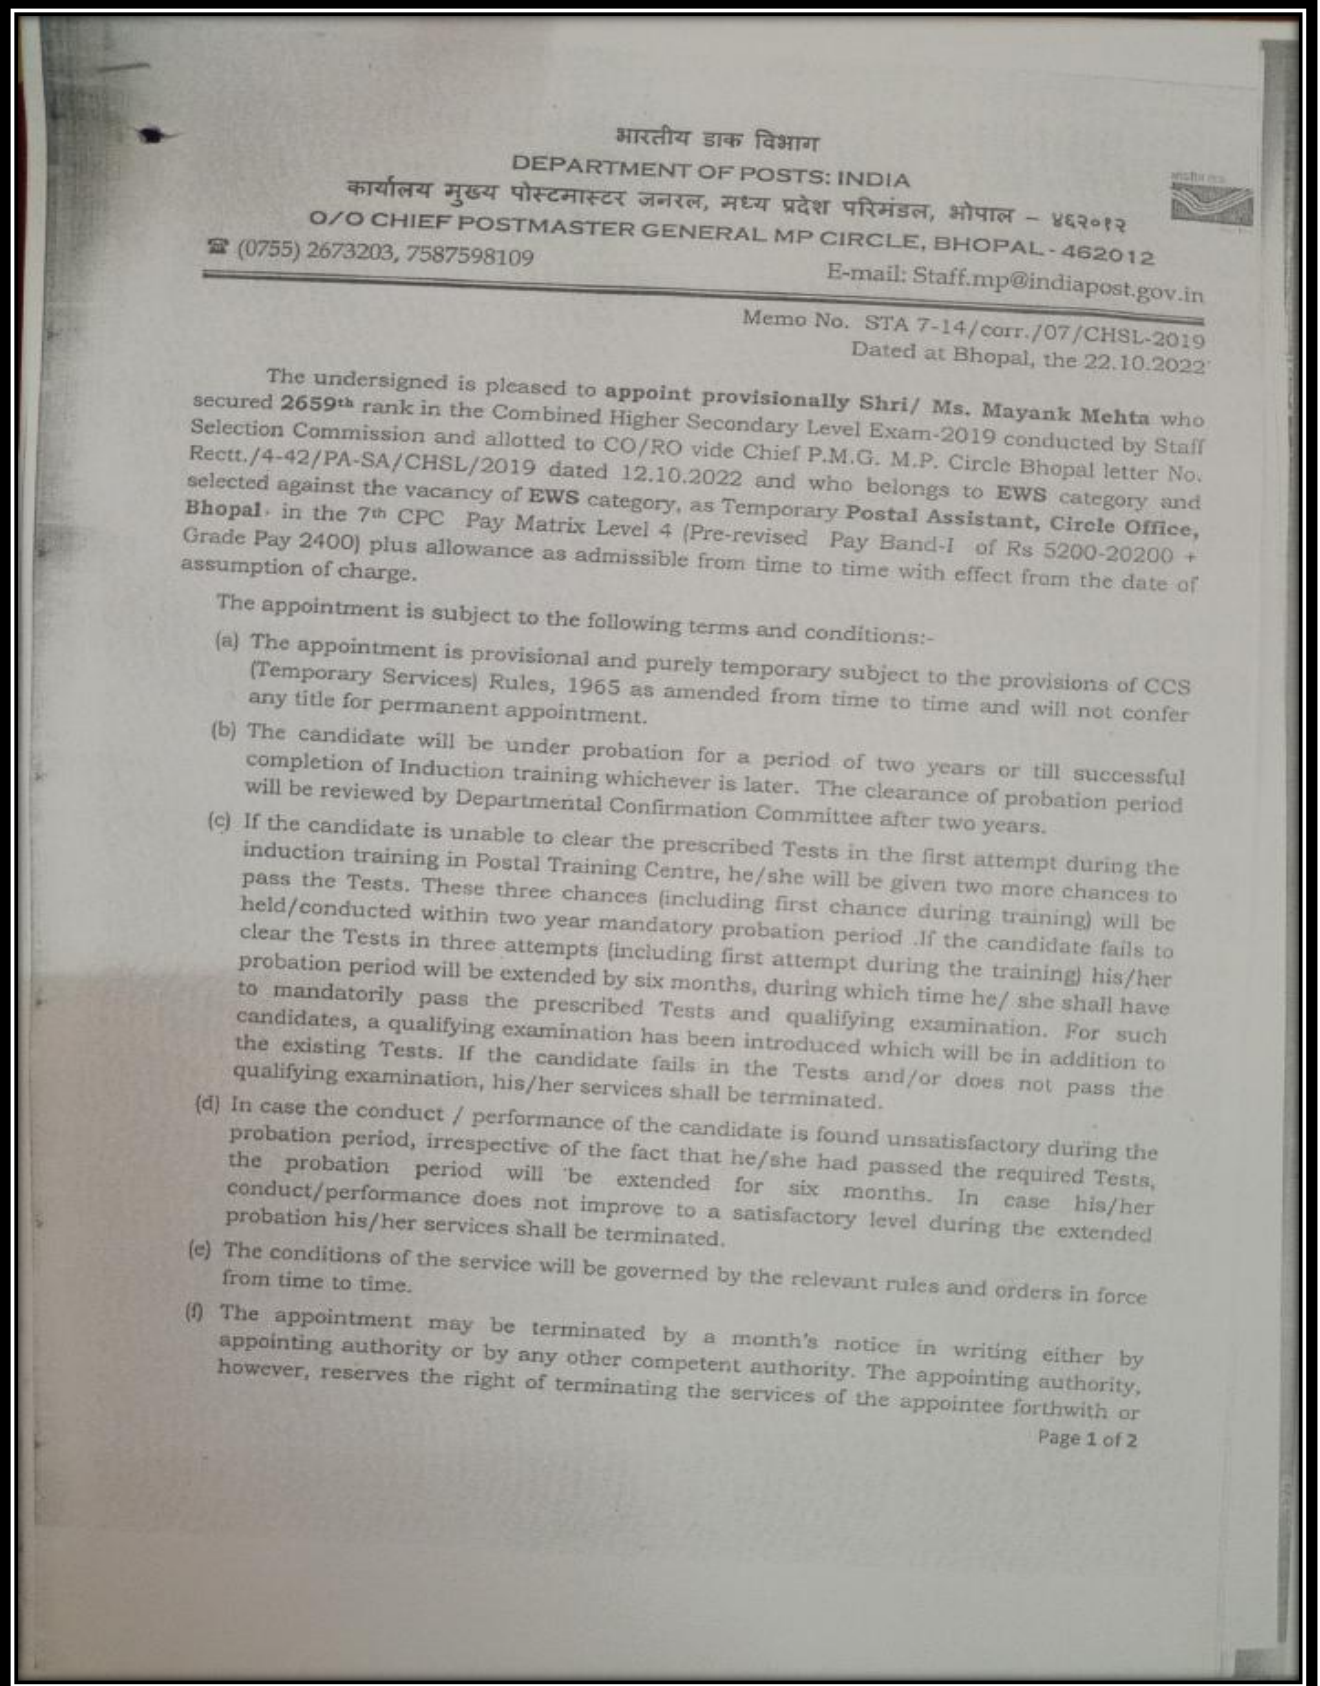 भारतीय डाक विभाग
DEPARTMENT OF POSTS: INDIA
कार्यालय मुख्य पोस्टमास्टर जनरल, मध्य प्रदेश परिमंडल, भोपाल – ४६२०१२
O/O CHIEF POSTMASTER GENERAL MP CIRCLE, BHOPAL - 462012
☎ (0755) 2673203, 7587598109
E-mail: Staff.mp@indiapost.gov.in
Memo No. STA 7-14/corr./07/CHSL-2019
Dated at Bhopal, the 22.10.2022
The undersigned is pleased to appoint provisionally Shri/ Ms. Mayank Mehta who
secured 2659th rank in the Combined Higher Secondary Level Exam-2019 conducted by Staff
Selection Commission and allotted to CO/RO vide Chief P.M.G. M.P. Circle Bhopal letter No.
Rectt./4-42/PA-SA/CHSL/2019 dated 12.10.2022 and who belongs to EWS category and
selected against the vacancy of EWS category, as Temporary Postal Assistant, Circle Office,
Bhopal, in the 7th CPC Pay Matrix Level 4 (Pre-revised Pay Band-I of Rs 5200-20200 +
Grade Pay 2400) plus allowance as admissible from time to time with effect from the date of
assumption of charge.
The appointment is subject to the following terms and conditions:-
(a) The appointment is provisional and purely temporary subject to the provisions of CCS
(Temporary Services) Rules, 1965 as amended from time to time and will not confer
any title for permanent appointment.
(b) The candidate will be under probation for a period of two years or till successful
completion of Induction training whichever is later. The clearance of probation period
will be reviewed by Departmental Confirmation Committee after two years.
(c) If the candidate is unable to clear the prescribed Tests in the first attempt during the
induction training in Postal Training Centre, he/she will be given two more chances to
pass the Tests. These three chances (including first chance during training) will be
held/conducted within two year mandatory probation period .If the candidate fails to
clear the Tests in three attempts (including first attempt during the training) his/her
probation period will be extended by six months, during which time he/ she shall have
to mandatorily pass the prescribed Tests and qualifying examination. For such
candidates, a qualifying examination has been introduced which will be in addition to
the existing Tests. If the candidate fails in the Tests and/or does not pass the
qualifying examination, his/her services shall be terminated.
(d) In case the conduct / performance of the candidate is found unsatisfactory during the
probation period, irrespective of the fact that he/she had passed the required Tests,
the probation period will be extended for six months. In case his/her
conduct/performance does not improve to a satisfactory level during the extended
probation his/her services shall be terminated.
(e) The conditions of the service will be governed by the relevant rules and orders in force
from time to time.
(f) The appointment may be terminated by a month's notice in writing either by
appointing authority or by any other competent authority. The appointing authority,
however, reserves the right of terminating the services of the appointee forthwith or
Page 1 of 2